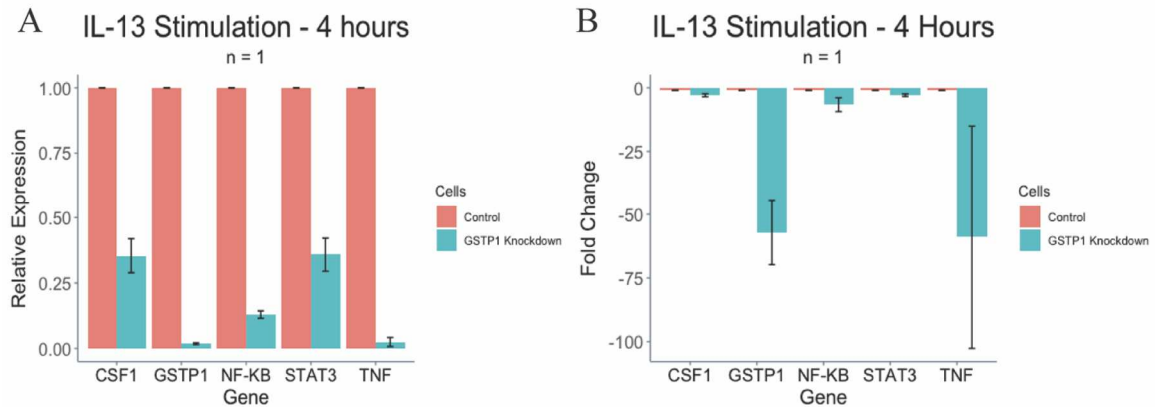 A
IL-13 Stimulation - 4 hours
n = 1
Relative Expression
1.00
0.75
0.50
0.25
0.00
CSF1 GSTP1 NF-KB STAT3 TNF
Gene
Cells
Control
GSTP1 Knockdown
B
IL-13 Stimulation - 4 Hours
n = 1
Fold Change
0
-25
-50
-75
-100
CSF1 GSTP1 NF-KB STAT3 TNF
Gene
Cells
Control
GSTP1 Knockdown